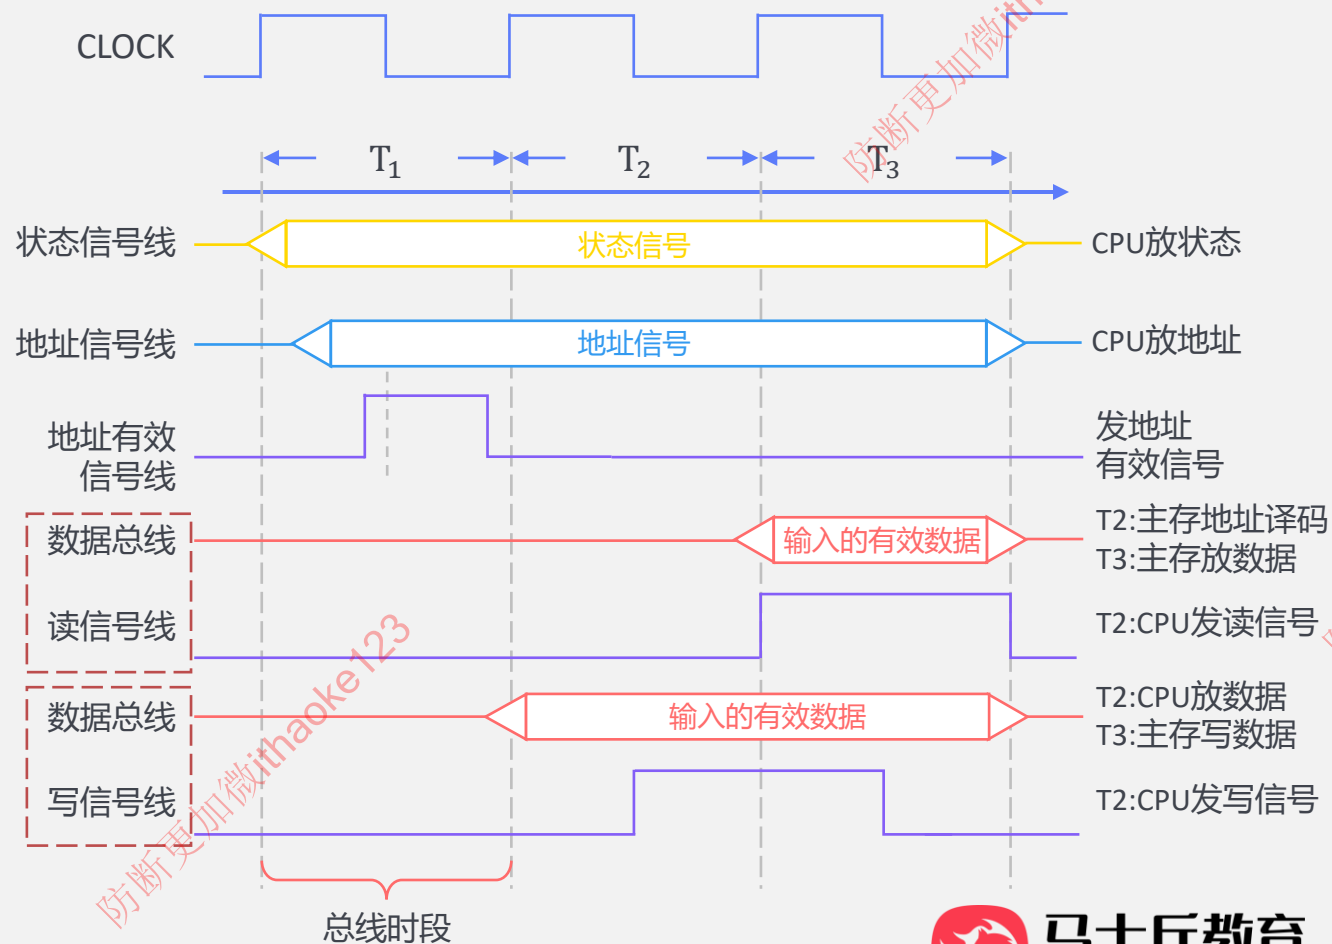 CLOCK
防断更加微ith
T₁
T₂
T₃
状态信号线
状态信号
CPU放状态
地址信号线
地址信号
CPU放地址
地址有效
信号线
发地址
有效信号
数据总线
输入的有效数据
T2:主存地址译码
T3:主存放数据
读信号线
T2:CPU发读信号
数据总线
输入的有效数据
T2:CPU放数据
T3:主存写数据
写信号线
T2:CPU发写信号
防断更加微ithaoke123
总线时段
马士兵教育